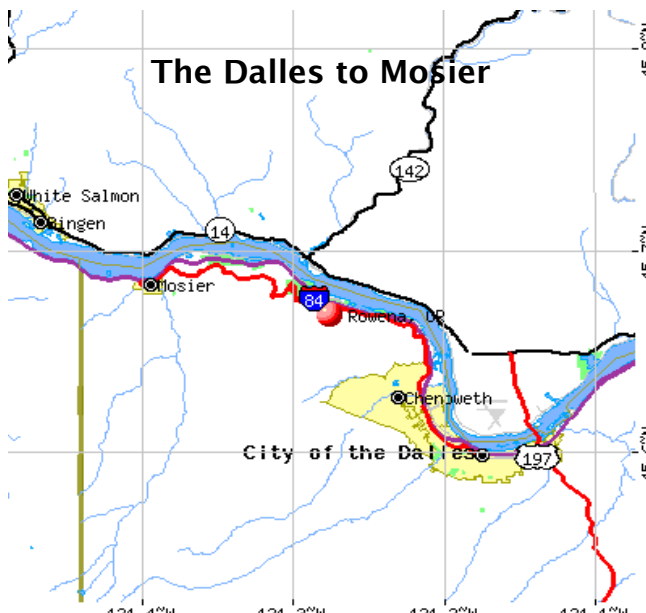 The Dalles to Mosier
142
White Salmon
Bingen
14
Mosier
84
Rowena, OR
Chenoweth
City of the Dalles
197